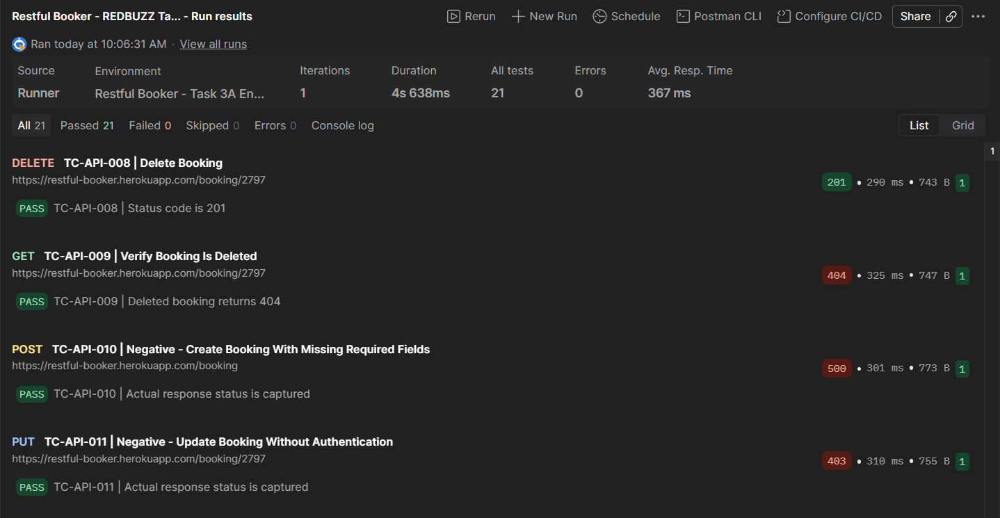 Restful Booker - REDBUZZ Ta... - Run results
Rerun New Run Schedule Postman CLI Configure CI/CD Share
Ran today at 10:06:31 AM · View all runs
Source Environment Iterations Duration All tests Errors Avg. Resp. Time
Runner Restful Booker - Task 3A En... 1 4s 638ms 21 0 367 ms
All 21 Passed 21 Failed 0 Skipped 0 Errors 0 Console log List Grid
1
DELETE TC-API-008 | Delete Booking
https://restful-booker.herokuapp.com/booking/2797
201 • 290 ms • 743 B 1
PASS TC-API-008 | Status code is 201
GET TC-API-009 | Verify Booking Is Deleted
https://restful-booker.herokuapp.com/booking/2797
404 • 325 ms • 747 B 1
PASS TC-API-009 | Deleted booking returns 404
POST TC-API-010 | Negative - Create Booking With Missing Required Fields
https://restful-booker.herokuapp.com/booking
500 • 301 ms • 773 B 1
PASS TC-API-010 | Actual response status is captured
PUT TC-API-011 | Negative - Update Booking Without Authentication
https://restful-booker.herokuapp.com/booking/2797
403 • 310 ms • 755 B 1
PASS TC-API-011 | Actual response status is captured